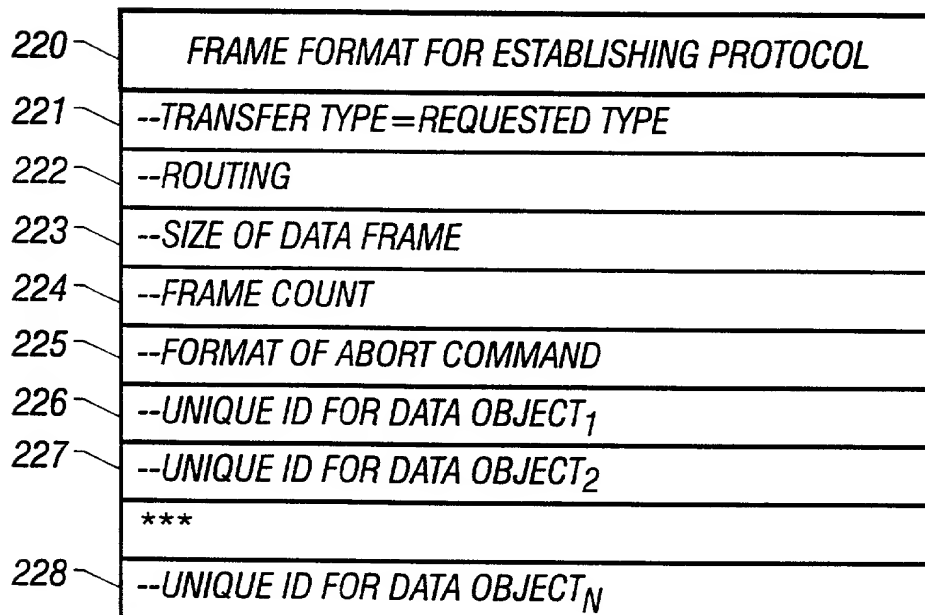 220 FRAME FORMAT FOR ESTABLISHING PROTOCOL
221 --TRANSFER TYPE=REQUESTED TYPE
222 --ROUTING
223 --SIZE OF DATA FRAME
224 --FRAME COUNT
225 --FORMAT OF ABORT COMMAND
226 --UNIQUE ID FOR DATA OBJECT1
227 --UNIQUE ID FOR DATA OBJECT2
***
228 --UNIQUE ID FOR DATA OBJECTN